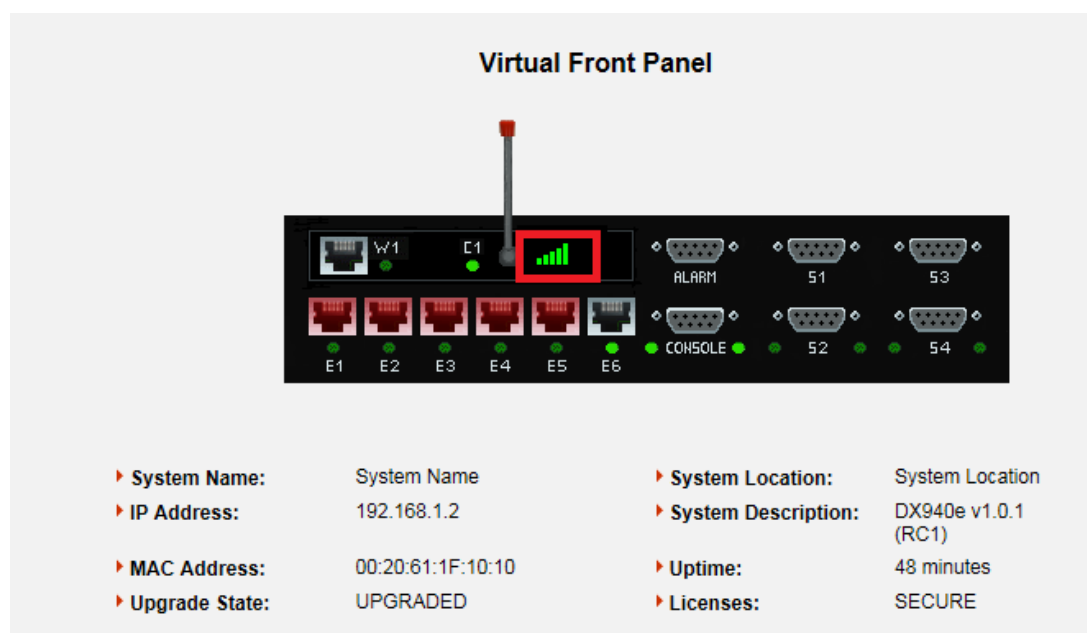 Virtual Front Panel
W1 C1
ALARM S1 S3
CONSOLE S2 S4
E1 E2 E3 E4 E5 E6
System Name: System Name System Location: System Location
IP Address: 192.168.1.2 System Description: DX940e v1.0.1
(RC1)
MAC Address: 00:20:61:1F:10:10 Uptime: 48 minutes
Upgrade State: UPGRADED Licenses: SECURE